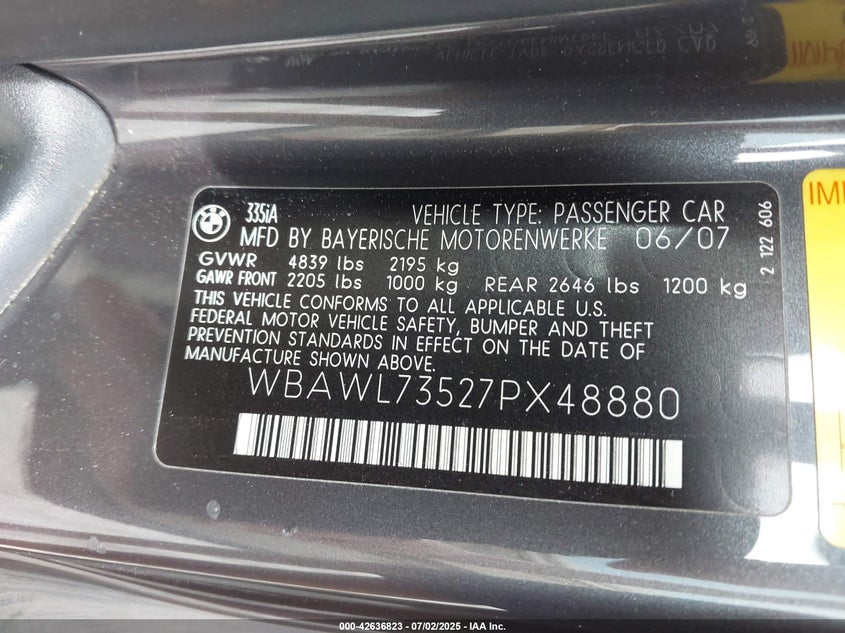 335iA VEHICLE TYPE: PASSENGER CAR
MFD BY BAYERISCHE MOTORENWERKE 06/07
GVWR 4839 lbs 2195 kg
GAWR FRONT 2205 lbs 1000 kg REAR 2646 lbs 1200 kg
THIS VEHICLE CONFORMS TO ALL APPLICABLE U.S.
FEDERAL MOTOR VEHICLE SAFETY, BUMPER AND THEFT
PREVENTION STANDARDS IN EFFECT ON THE DATE OF
MANUFACTURE SHOWN ABOVE.
WBAWL73527PX48880
2 122 606
BMW
000-42636823 - 07/02/2025 - IAA Inc.